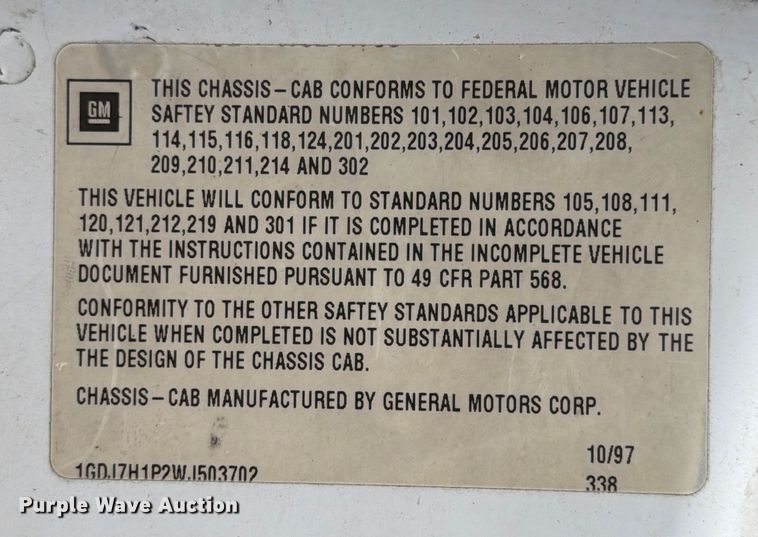 GM
THIS CHASSIS-CAB CONFORMS TO FEDERAL MOTOR VEHICLE
SAFTEY STANDARD NUMBERS 101,102,103,104,106,107,113,
114,115,116,118,124,201,202,203,204,205,206,207,208,
209,210,211,214 AND 302
THIS VEHICLE WILL CONFORM TO STANDARD NUMBERS 105,108,111,
120,121,212,219 AND 301 IF IT IS COMPLETED IN ACCORDANCE
WITH THE INSTRUCTIONS CONTAINED IN THE INCOMPLETE VEHICLE
DOCUMENT FURNISHED PURSUANT TO 49 CFR PART 568.
CONFORMITY TO THE OTHER SAFTEY STANDARDS APPLICABLE TO THIS
VEHICLE WHEN COMPLETED IS NOT SUBSTANTIALLY AFFECTED BY THE
THE DESIGN OF THE CHASSIS CAB.
CHASSIS-CAB MANUFACTURED BY GENERAL MOTORS CORP.
10/97
1GDJ7H1P2WJ503702
338
Purple Wave Auction